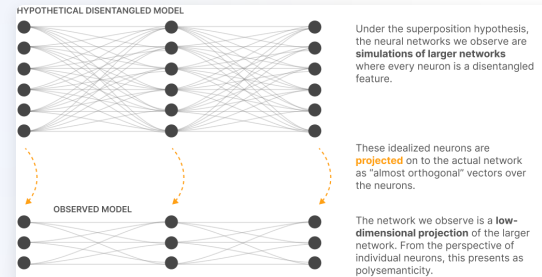 HYPOTHETICAL DISENTANGLED MODEL
Under the superposition hypothesis,
the neural networks we observe are
simulations of larger networks
where every neuron is a disentangled
feature.
These idealized neurons are
projected on to the actual network
as "almost orthogonal" vectors over
the neurons.
OBSERVED MODEL
The network we observe is a low-
dimensional projection of the larger
network. From the perspective of
individual neurons, this presents as
polysemanticity.